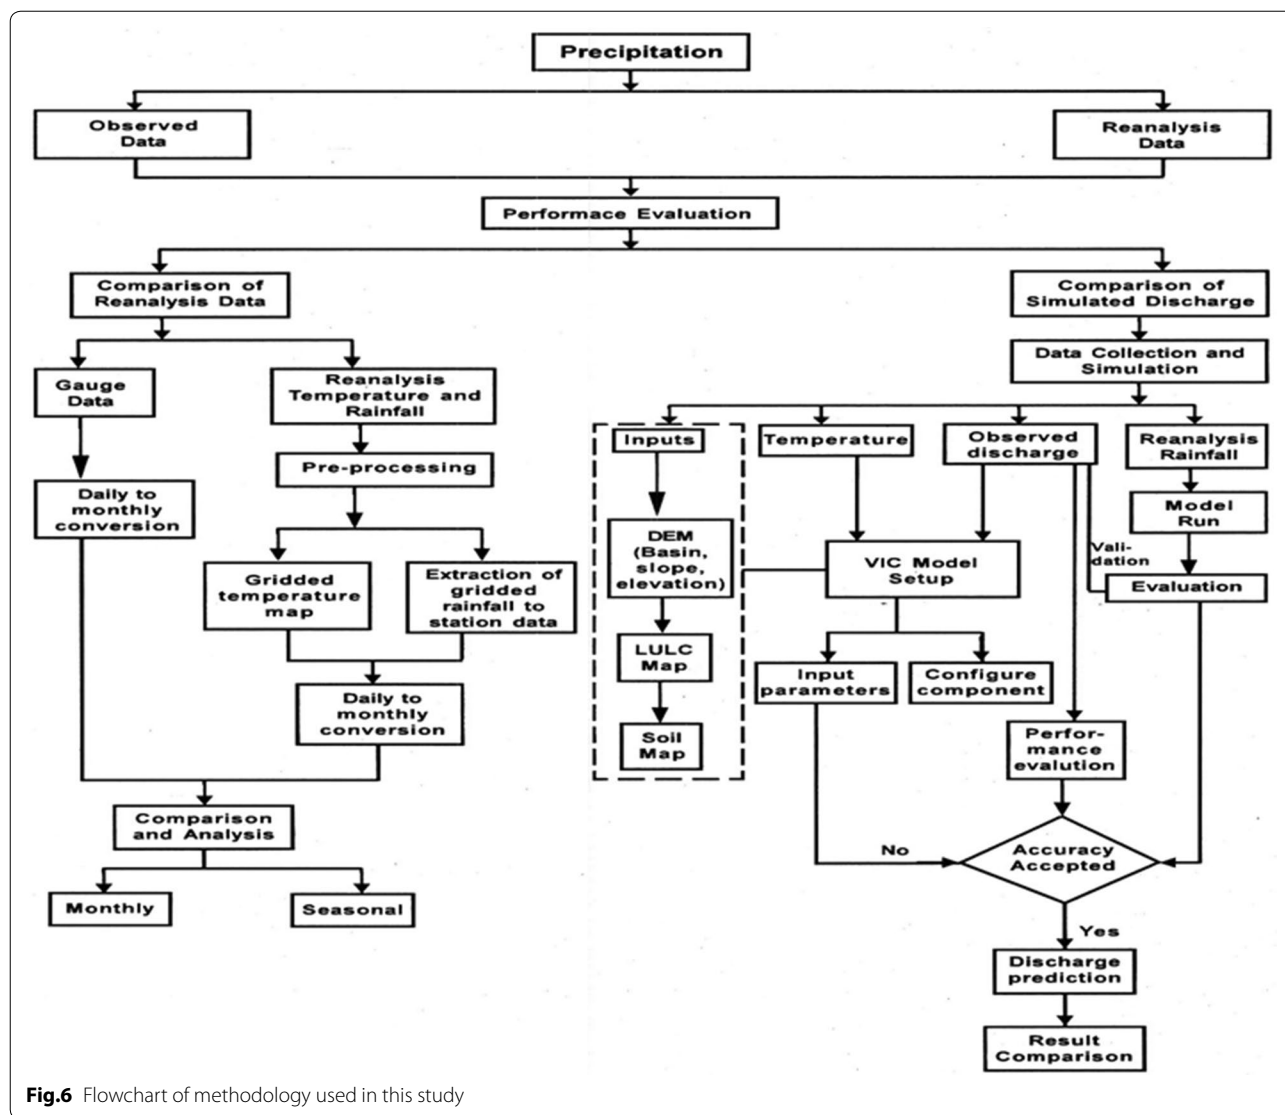 Precipitation
Observed
Data
Reanalysis
Data
Performace Evaluation
Comparison of
Reanalysis Data
Comparison of
Simulated Discharge
Gauge
Data
Reanalysis
Temperature and
Rainfall
Data Collection and
Simulation
Pre-processing
Inputs
Temperature
Observed
discharge
Reanalysis
Rainfall
Daily to
monthly
conversion
Model
Run
Gridded
temperature
map
Extraction of
gridded
rainfall to
station data
DEM
(Basin,
slope,
elevation)
VIC Model
Setup
Vali-
dation
Evaluation
LULC
Map
Input
parameters
Configure
component
Daily to
monthly
conversion
Soil
Map
Perfor-
mance
evalution
Comparison
and Analysis
No
Accuracy
Accepted
Monthly
Seasonal
Yes
Discharge
prediction
Result
Comparison
Fig.6 Flowchart of methodology used in this study